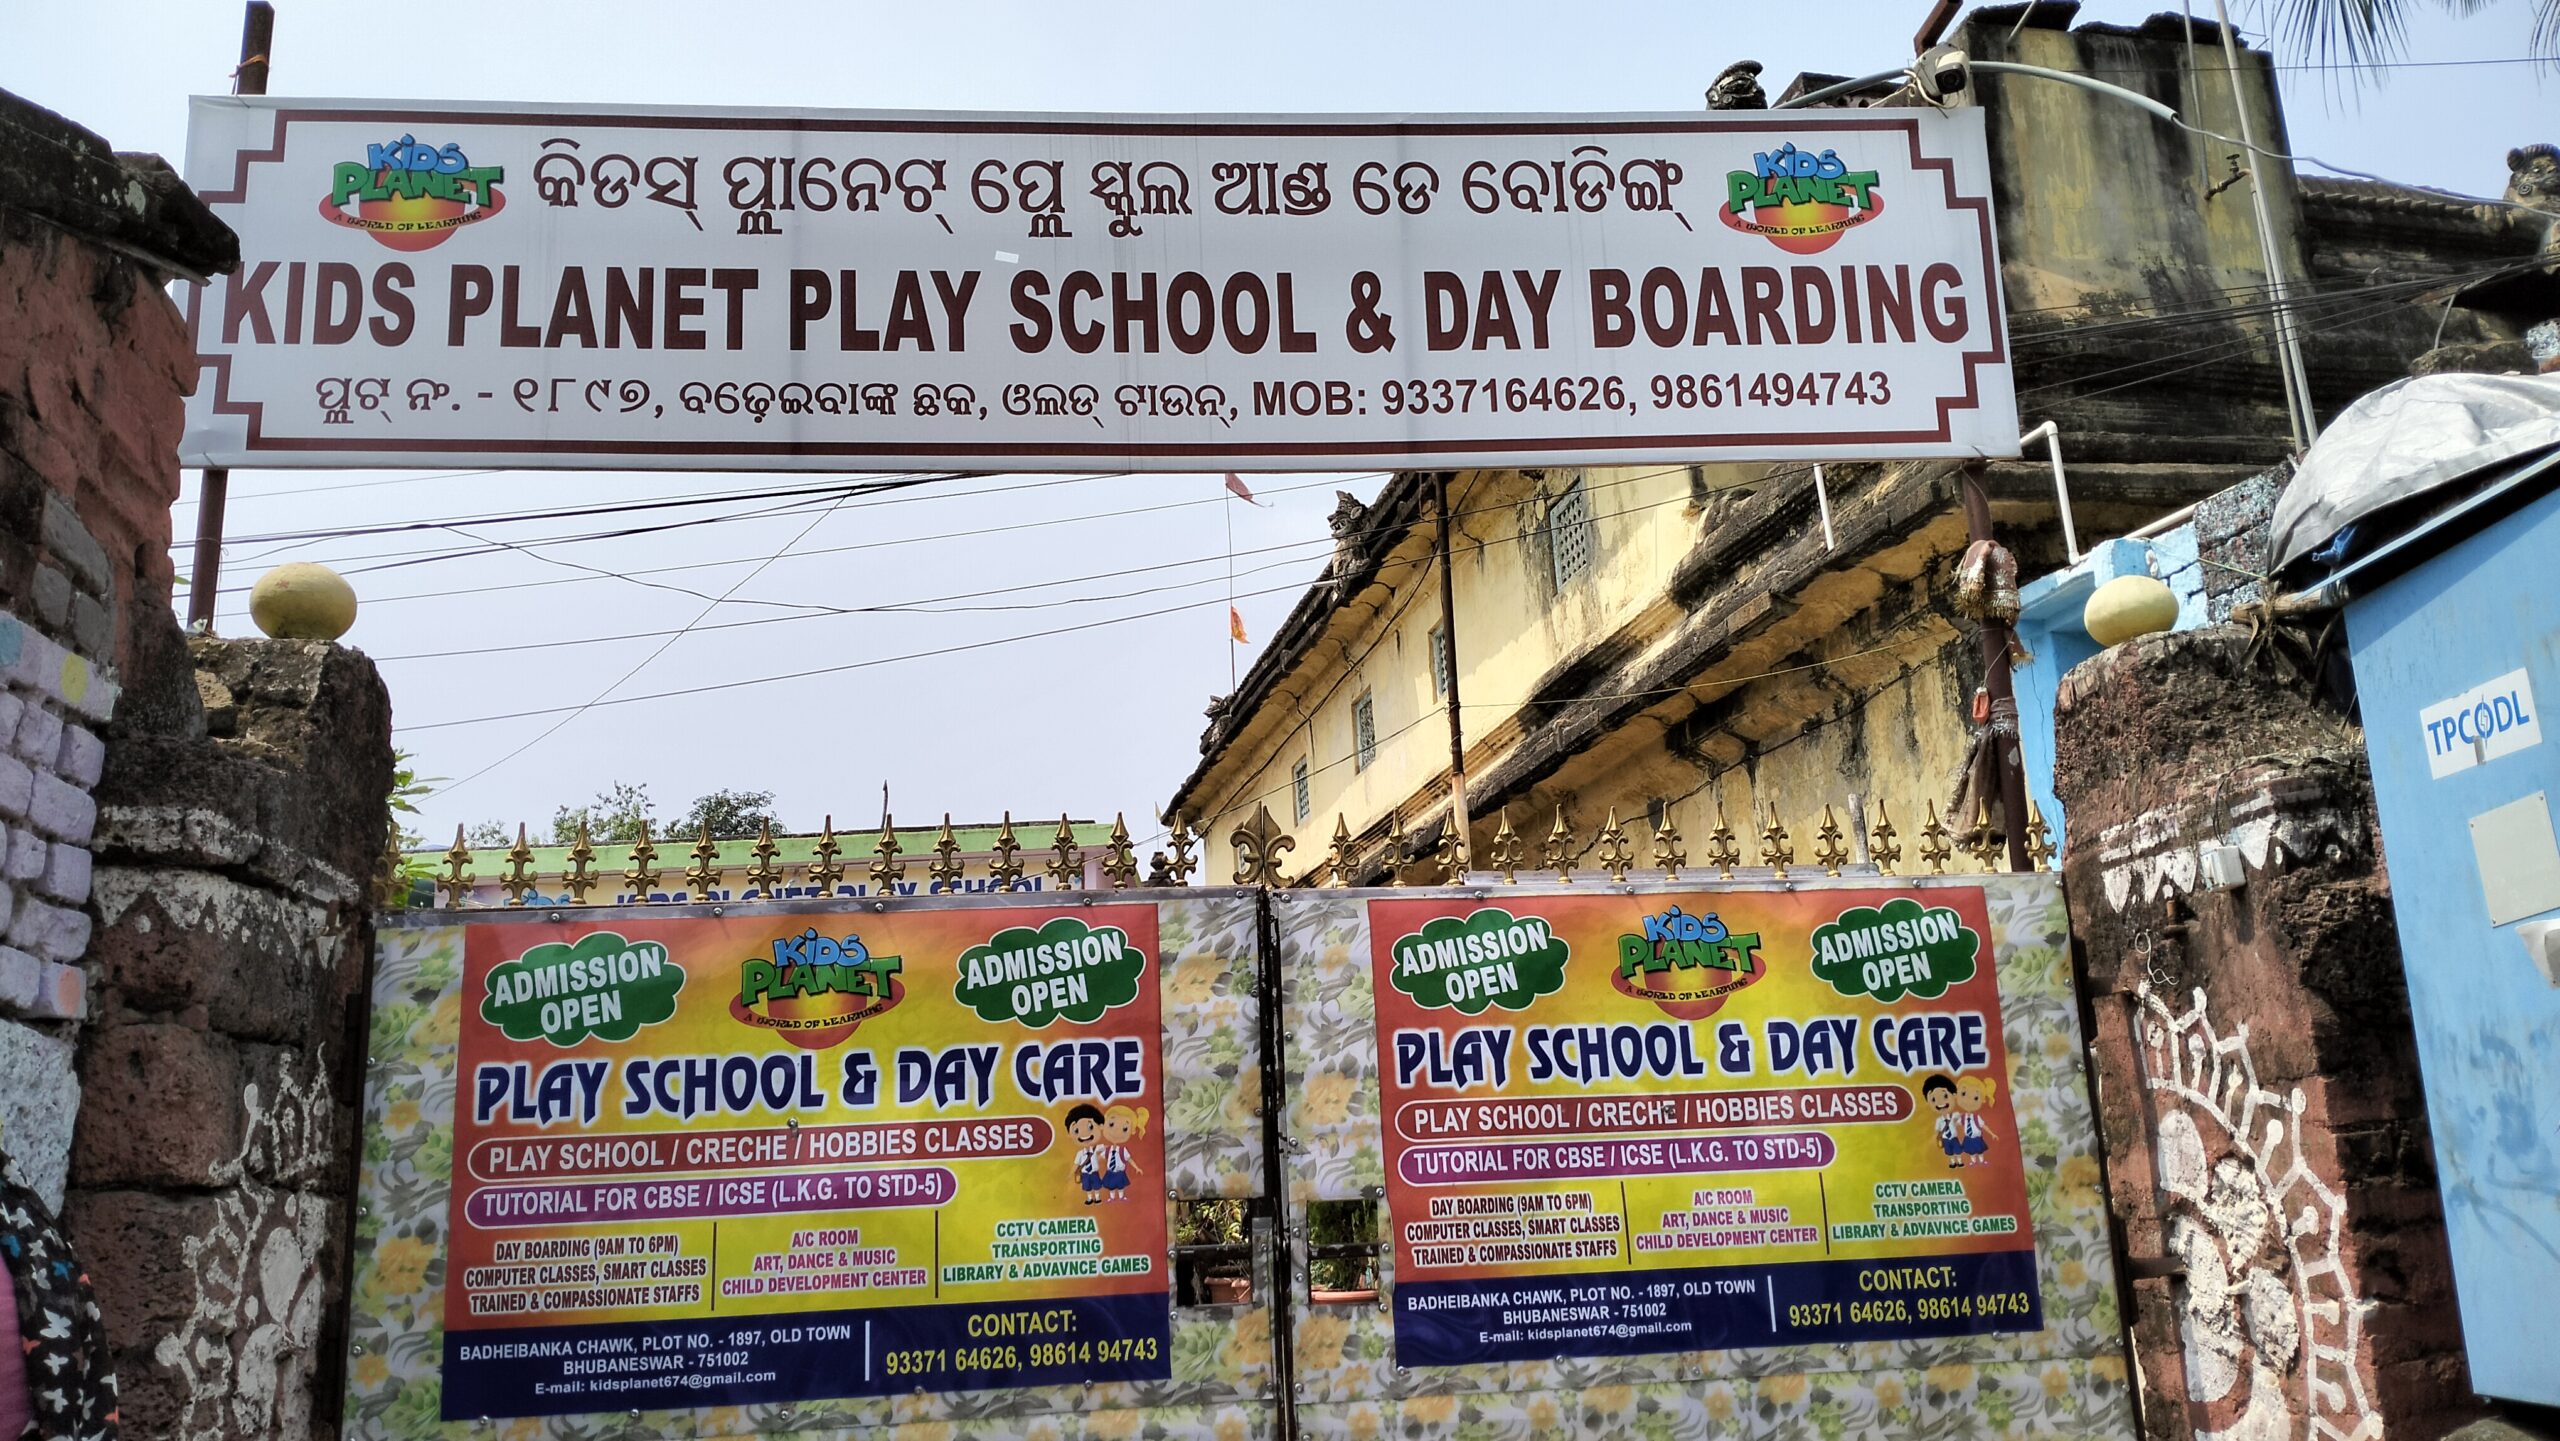 KIDS PLANET
A WORLD OF LEARNING
କିଡସ୍ ପ୍ଲାନେଟ୍ ପ୍ଲେ ସ୍କୁଲ ଆଣ୍ଡ ଡେ ବୋଡିଙ୍ଗ୍
KIDS PLANET
A WORLD OF LEARNING
KIDS PLANET PLAY SCHOOL & DAY BOARDING
ପ୍ଲଟ୍ ନଂ. - ୧୮୯୭, ବଢ଼େଇବାଙ୍କ ଛକ, ଓଲଡ୍ ଟାଉନ୍, MOB: 9337164626, 9861494743
TPCODL
KIDS PLANET PLAY SCHOOL
ADMISSION OPEN
KIDS PLANET
A WORLD OF LEARNING
ADMISSION OPEN
PLAY SCHOOL & DAY CARE
PLAY SCHOOL / CRECHE / HOBBIES CLASSES
TUTORIAL FOR CBSE / ICSE (L.K.G. TO STD-5)
DAY BOARDING (9AM TO 6PM)
COMPUTER CLASSES, SMART CLASSES
TRAINED & COMPASSIONATE STAFFS
A/C ROOM
ART, DANCE & MUSIC
CHILD DEVELOPMENT CENTER
CCTV CAMERA
TRANSPORTING
LIBRARY & ADVAVNCE GAMES
BADHEIBANKA CHAWK, PLOT NO. - 1897, OLD TOWN
BHUBANESWAR - 751002
E-mail: kidsplanet674@gmail.com
CONTACT:
93371 64626, 98614 94743
ADMISSION OPEN
KIDS PLANET
A WORLD OF LEARNING
ADMISSION OPEN
PLAY SCHOOL & DAY CARE
PLAY SCHOOL / CRECHE / HOBBIES CLASSES
TUTORIAL FOR CBSE / ICSE (L.K.G. TO STD-5)
DAY BOARDING (9AM TO 6PM)
COMPUTER CLASSES, SMART CLASSES
TRAINED & COMPASSIONATE STAFFS
A/C ROOM
ART, DANCE & MUSIC
CHILD DEVELOPMENT CENTER
CCTV CAMERA
TRANSPORTING
LIBRARY & ADVAVNCE GAMES
BADHEIBANKA CHAWK, PLOT NO. - 1897, OLD TOWN
BHUBANESWAR - 751002
E-mail: kidsplanet674@gmail.com
CONTACT:
93371 64626, 98614 94743